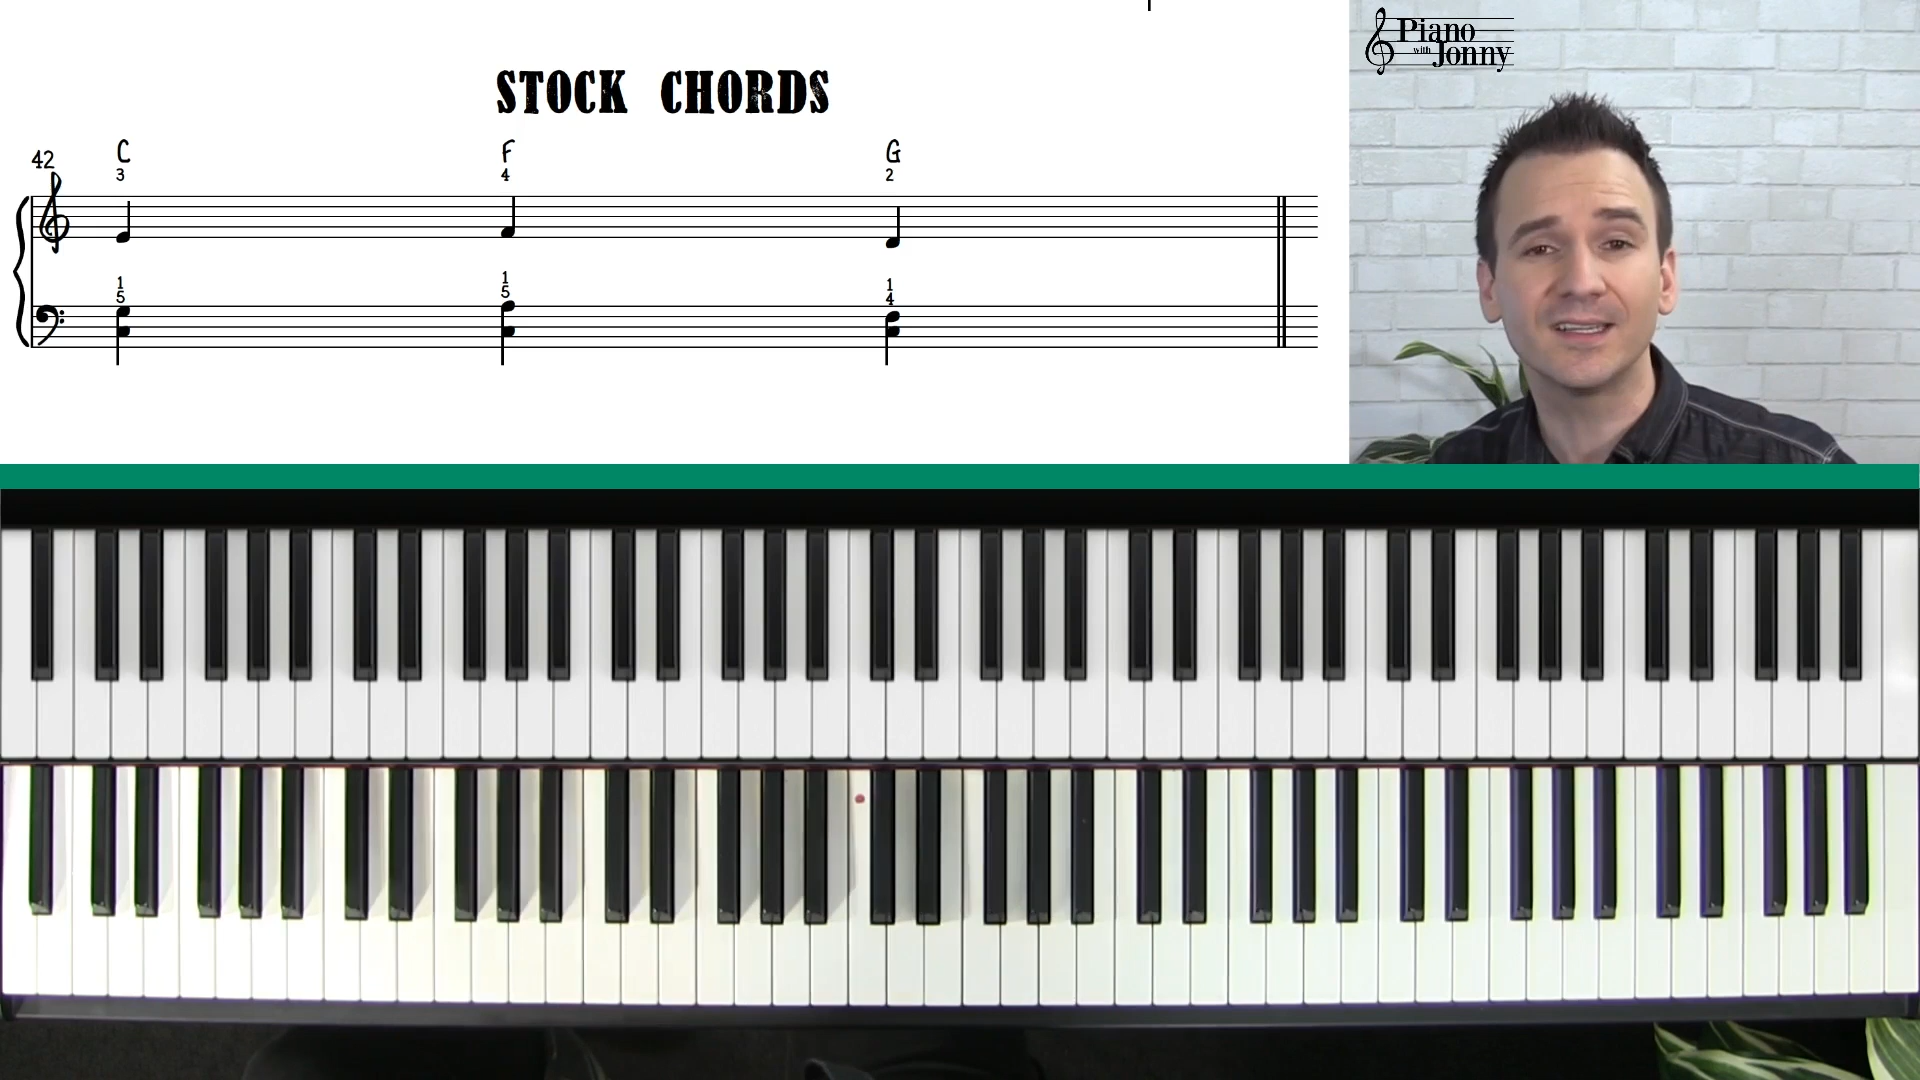 Piano
with Jonny
STOCK CHORDS
42 C F G
3 4 2
1 1 1
5 5 4